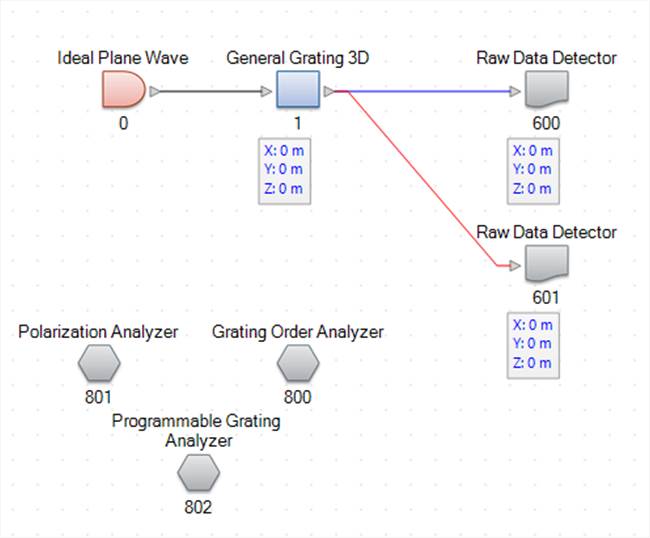 Ideal Plane Wave
General Grating 3D
Raw Data Detector
0
1
600
X: 0 m
Y: 0 m
Z: 0 m
X: 0 m
Y: 0 m
Z: 0 m
Raw Data Detector
601
X: 0 m
Y: 0 m
Z: 0 m
Polarization Analyzer
Grating Order Analyzer
801
800
Programmable Grating
Analyzer
802